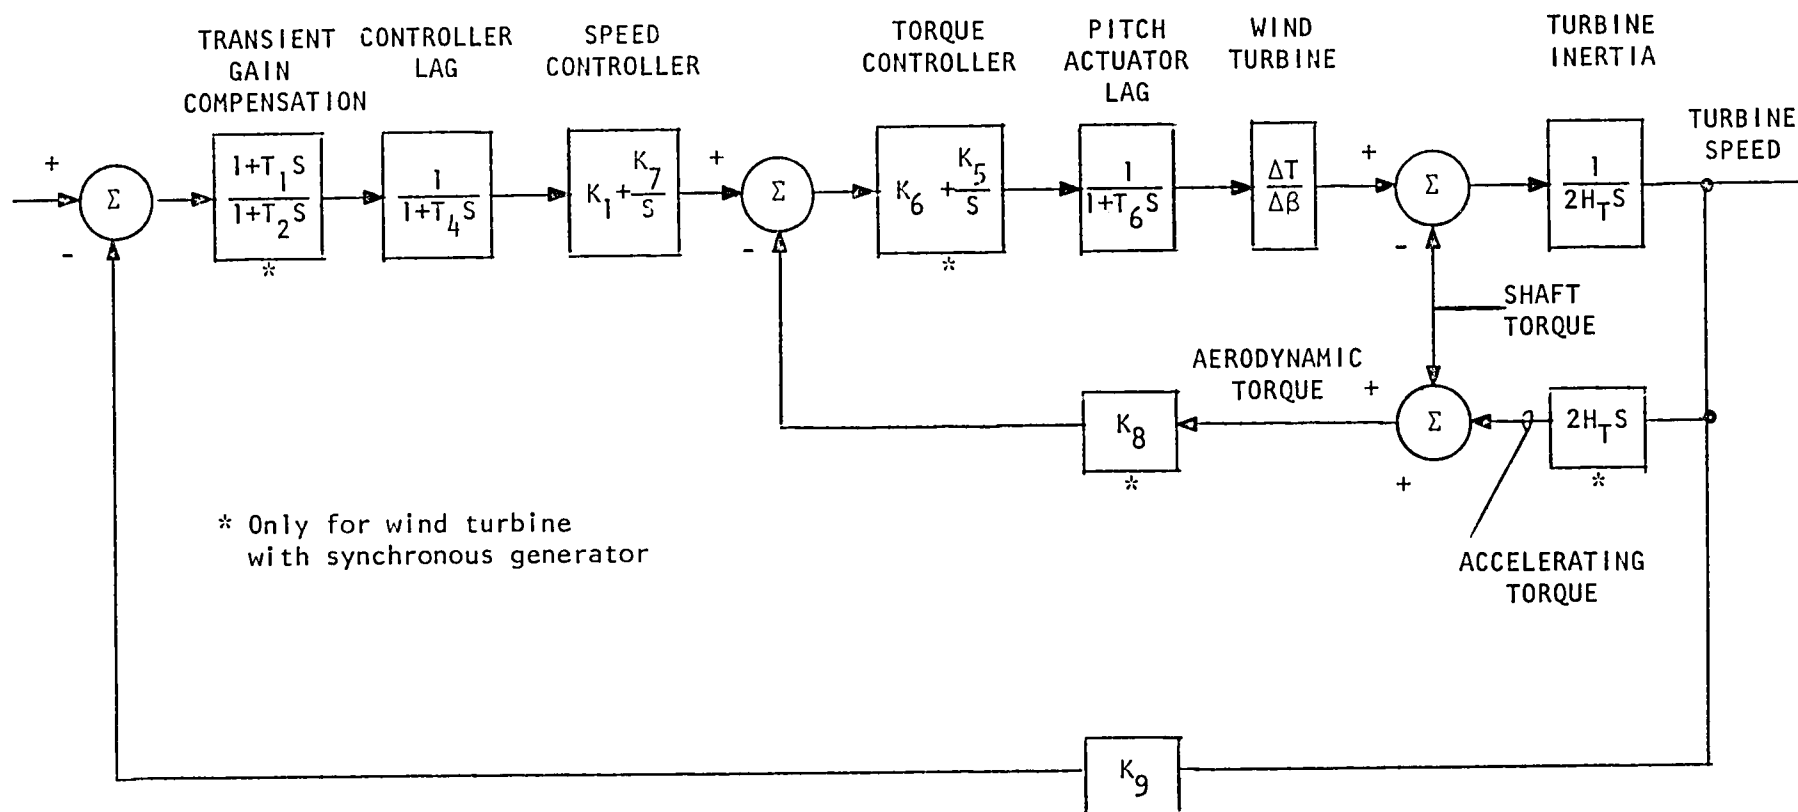 TRANSIENT
GAIN
COMPENSATION
CONTROLLER
LAG
SPEED
CONTROLLER
TORQUE
CONTROLLER
PITCH
ACTUATOR
LAG
WIND
TURBINE
TURBINE
INERTIA
TURBINE
SPEED
+
Σ
-
1+T1S
1+T2S
*
1
1+T4S
K1 + K7
S
+
Σ
-
K6 + K5
S
*
1
1+T6S
ΔT
Δβ
+
Σ
-
1
2HTS
SHAFT
TORQUE
AERODYNAMIC
TORQUE
+
K8
*
Σ
+
2HTS
*
ACCELERATING
TORQUE
* Only for wind turbine
with synchronous generator
K9